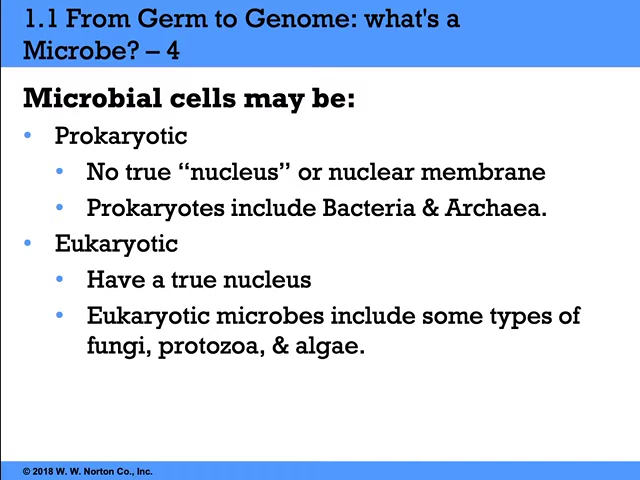 1.1 From Germ to Genome: what's a
Microbe? – 4
Microbial cells may be:
• Prokaryotic
• No true “nucleus” or nuclear membrane
• Prokaryotes include Bacteria & Archaea.
• Eukaryotic
• Have a true nucleus
• Eukaryotic microbes include some types of
fungi, protozoa, & algae.
© 2018 W. W. Norton Co., Inc.